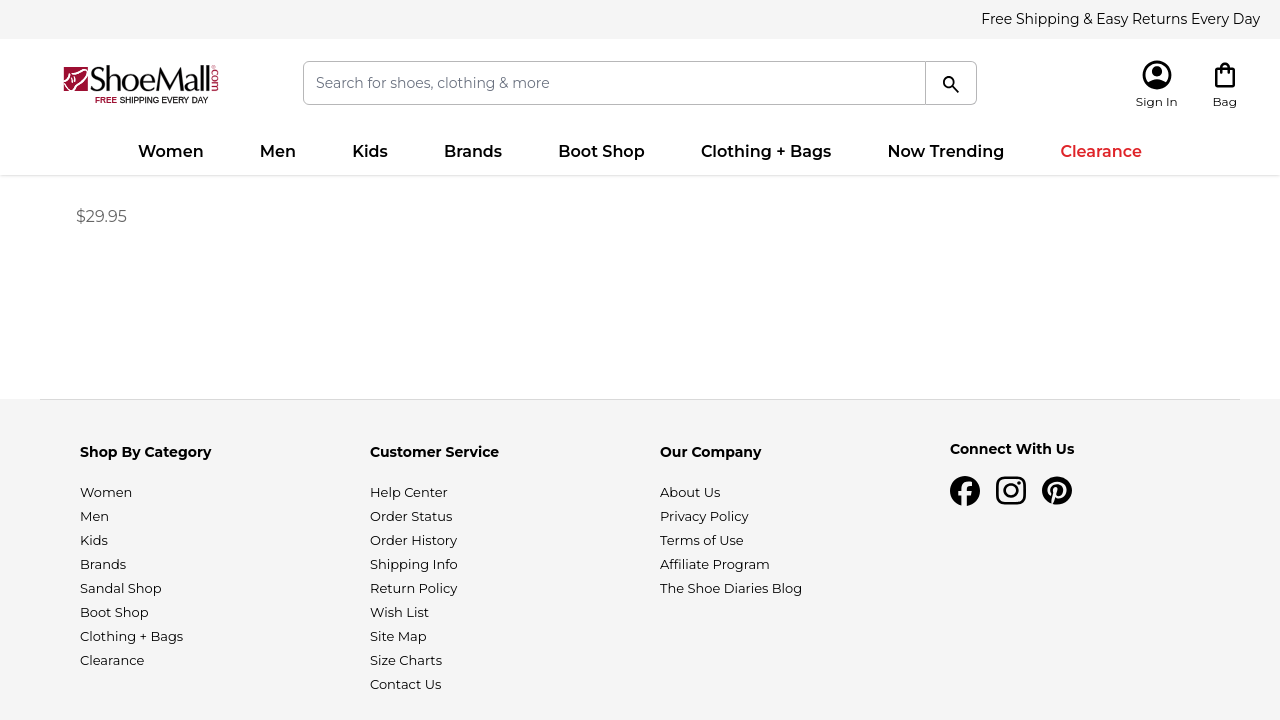 Free Shipping & Easy Returns Every Day
ShoeMall.com
FREE SHIPPING EVERY DAY
Search for shoes, clothing & more
Sign In
Bag
Women Men Kids Brands Boot Shop Clothing + Bags Now Trending Clearance
$29.95
Shop By Category
Women
Men
Kids
Brands
Sandal Shop
Boot Shop
Clothing + Bags
Clearance
Customer Service
Help Center
Order Status
Order History
Shipping Info
Return Policy
Wish List
Site Map
Size Charts
Contact Us
Our Company
About Us
Privacy Policy
Terms of Use
Affiliate Program
The Shoe Diaries Blog
Connect With Us